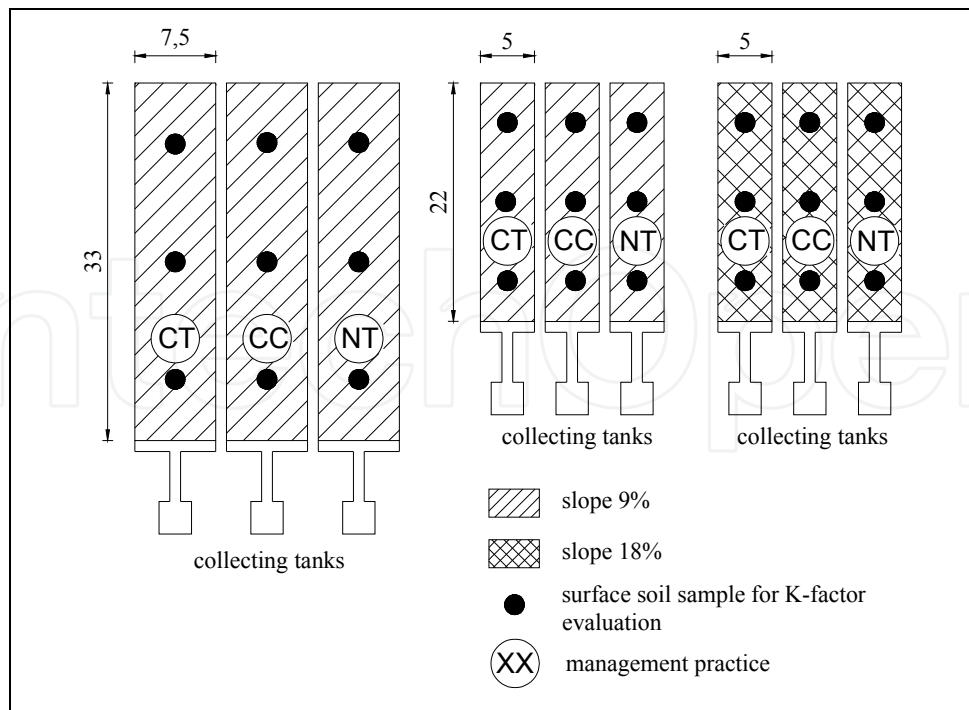 7,5
5
5
33
22
CT
CC
NT
CT
CC
NT
CT
CC
NT
collecting tanks
collecting tanks
collecting tanks
slope 9%
slope 18%
surface soil sample for K-factor
evaluation
XX
management practice
ntechOpen